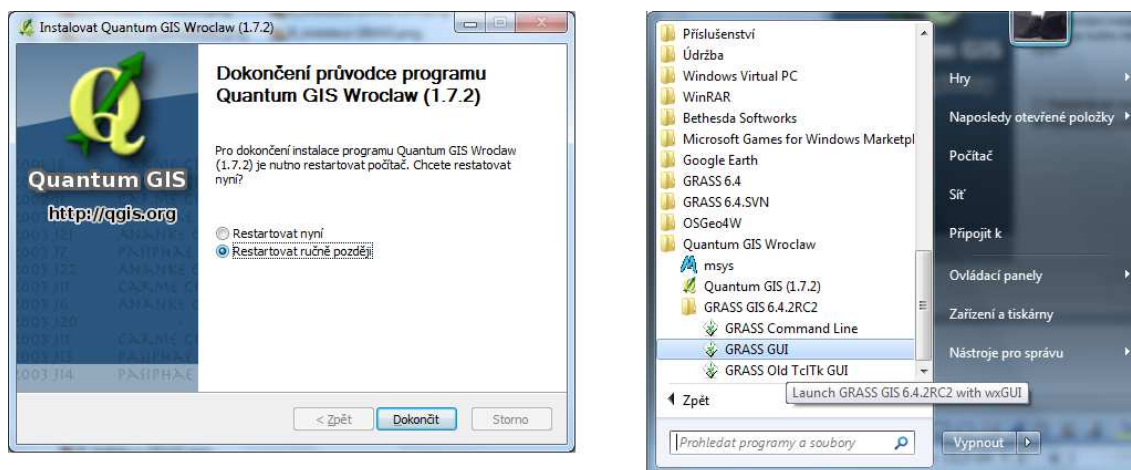 Instalovat Quantum GIS Wroclaw (1.7.2)
Dokončení průvodce programu
Quantum GIS Wroclaw (1.7.2)
Pro dokončení instalace programu Quantum GIS Wroclaw
(1.7.2) je nutno restartovat počítač. Chcete restatovat
nyní?
Restartovat nyní
Restartovat ručně později
Quantum GIS
http://qgis.org
< Zpět
Dokončit
Storno
Příslušenství
Údržba
Windows Virtual PC
WinRAR
Bethesda Softworks
Microsoft Games for Windows Marketpl
Google Earth
GRASS 6.4
GRASS 6.4.SVN
OSGeo4W
Quantum GIS Wroclaw
msys
Quantum GIS (1.7.2)
GRASS GIS 6.4.2RC2
GRASS Command Line
GRASS GUI
GRASS Old TclTk GUI
Launch GRASS GIS 6.4.2RC2 with wxGUI
Zpět
Prohledat programy a soubory
Hry
Naposledy otevřené položky
Počítač
Síť
Připojit k
Ovládací panely
Zařízení a tiskárny
Nástroje pro správu
Vypnout